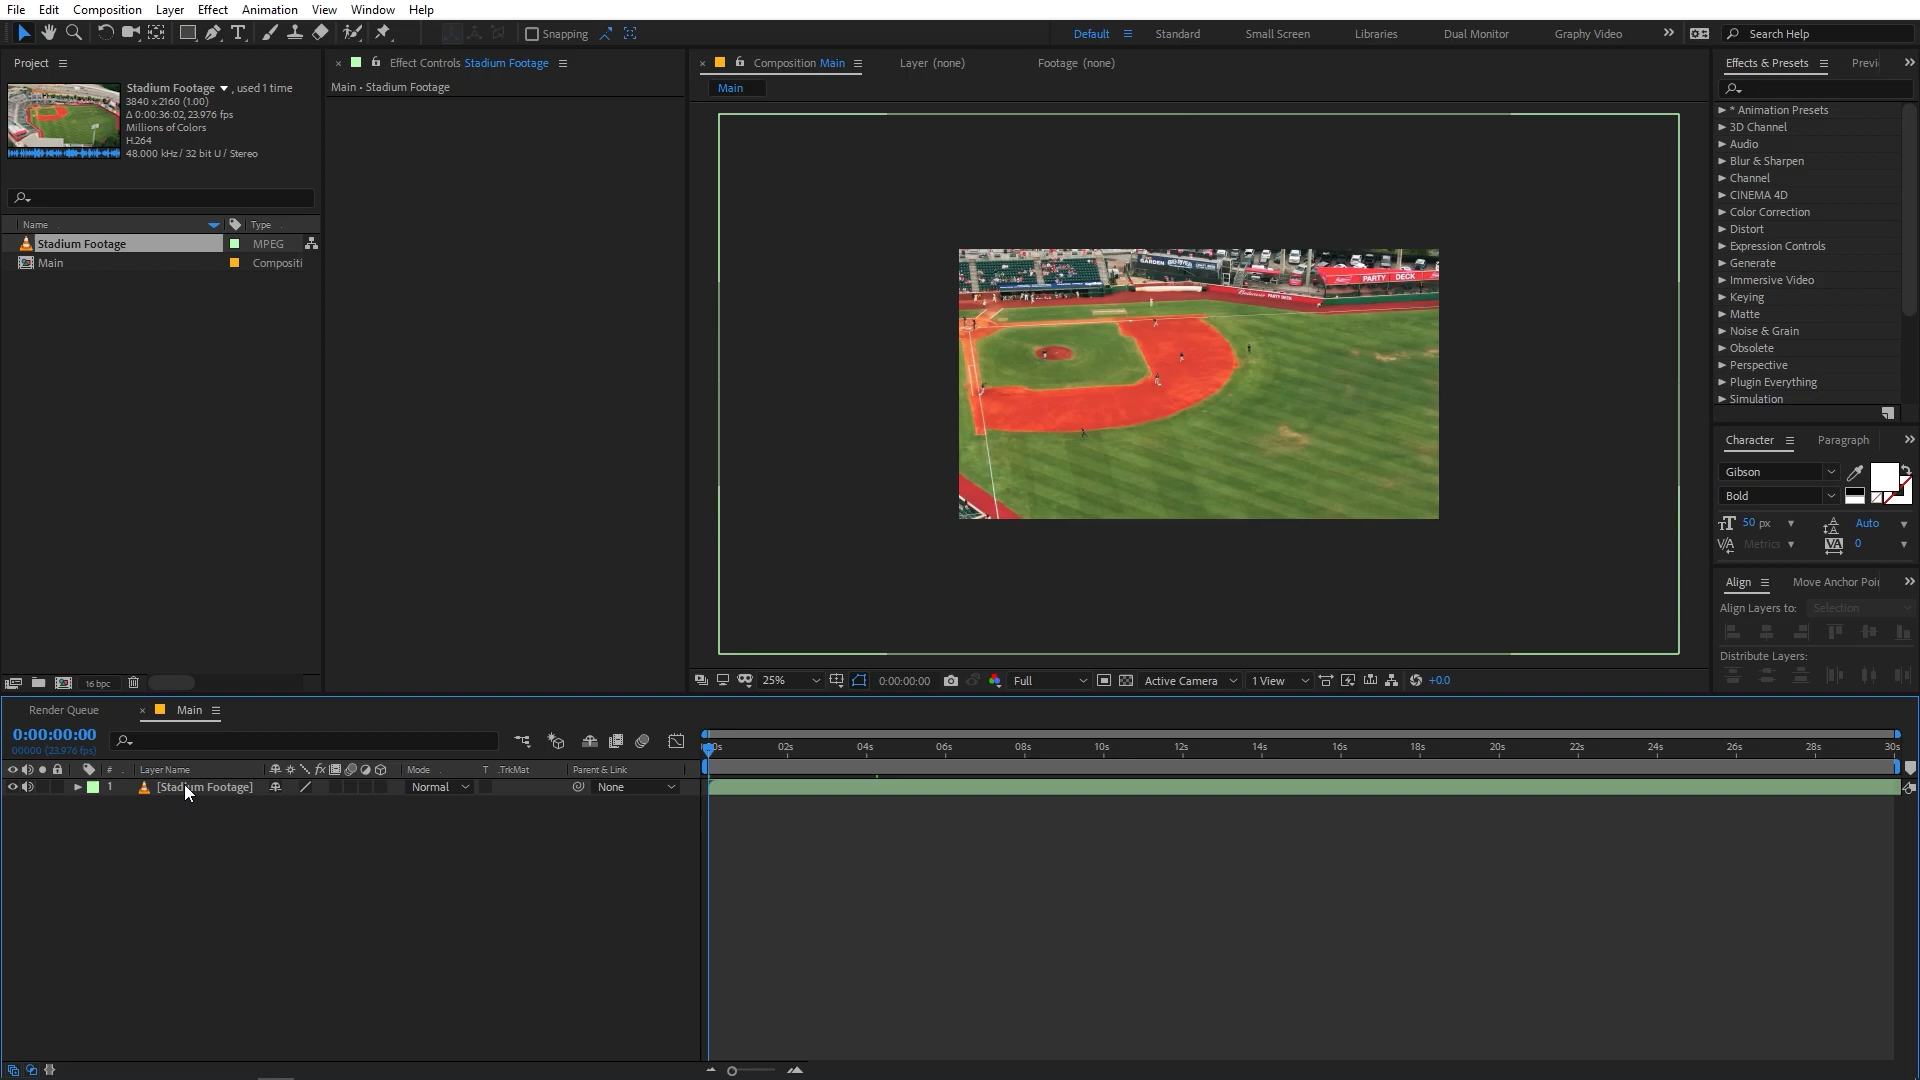 File Edit Composition Layer Effect Animation View Window Help
Snapping
Default Standard Small Screen Libraries Dual Monitor Graphy Video Search Help
Project
Stadium Footage , used 1 time
3840 x 2160 (1.00)
Δ 0:00:36:02, 23.976 fps
Millions of Colors
H.264
48.000 kHz / 32 bit U / Stereo
Name Type
Stadium Footage MPEG
Main Compositi
16 bpc
Effect Controls Stadium Footage
Main • Stadium Footage
Composition Main Layer (none) Footage (none)
Main
GARDEN
PARTY DECK
Budweiser PARTY DECK
25% 0:00:00:00 Full Active Camera 1 View +0.0
Effects & Presets Previ
* Animation Presets
3D Channel
Audio
Blur & Sharpen
Channel
CINEMA 4D
Color Correction
Distort
Expression Controls
Generate
Immersive Video
Keying
Matte
Noise & Grain
Obsolete
Perspective
Plugin Everything
Simulation
Character Paragraph
Gibson
Bold
50 px Auto
Metrics 0
Align Move Anchor Poi
Align Layers to: Selection
Distribute Layers:
Render Queue Main
0:00:00:00
00000 (23.976 fps)
# Layer Name Mode T .TrkMat Parent & Link
1 [Stadium Footage] Normal None
00s 02s 04s 06s 08s 10s 12s 14s 16s 18s 20s 22s 24s 26s 28s 30s